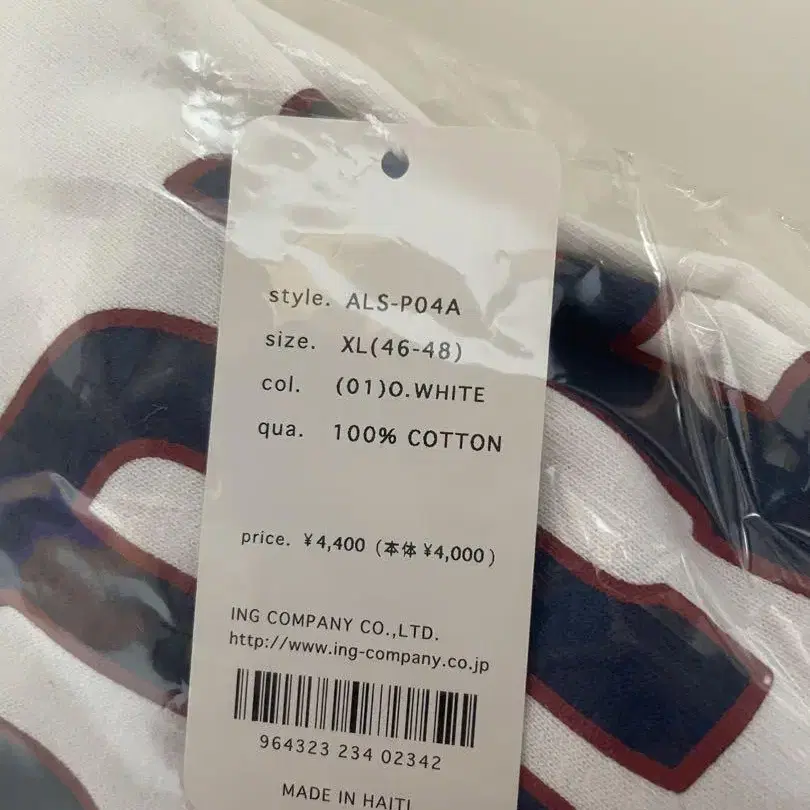 style. ALS-P04A
size. XL(46-48)
col. (01)O.WHITE
qua. 100% COTTON
price. ¥4,400 (本体 ¥4,000)
ING COMPANY CO.,LTD.
http://www.ing-company.co.jp
964323 234 02342
MADE IN HAITI